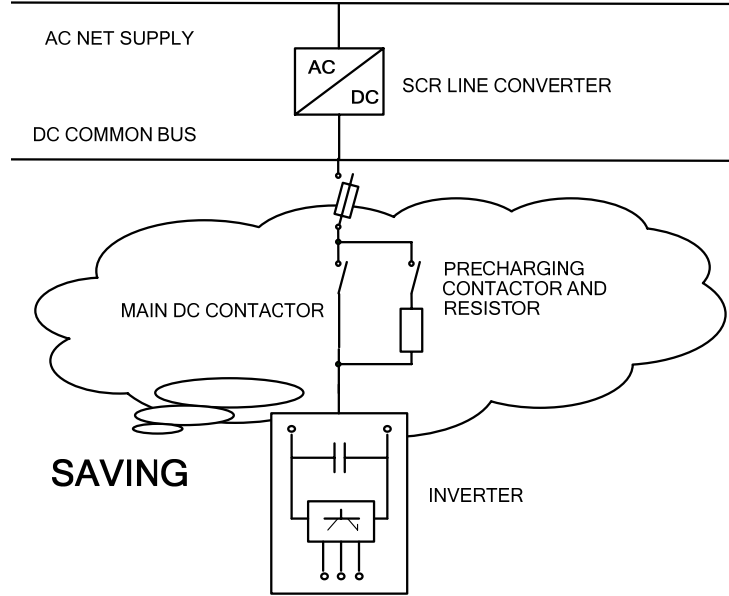 AC NET SUPPLY
AC
DC
SCR LINE CONVERTER
DC COMMON BUS
PRECHARGING
CONTACTOR AND
RESISTOR
MAIN DC CONTACTOR
SAVING
INVERTER